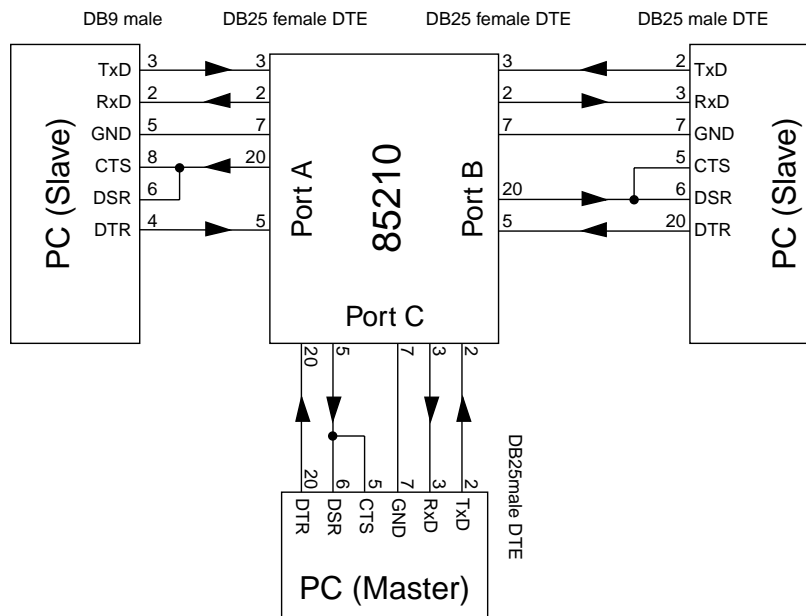 DB9 male
DB25 female DTE
DB25 female DTE
DB25 male DTE
PC (Slave)
TxD 3 3
RxD 2 2
GND 5 7
CTS 8 20
DSR 6
DTR 4 5
Port A
85210
Port B
Port C
3 2 TxD
2 3 RxD
7 7 GND
5 CTS
20 6 DSR
5 20 DTR
PC (Slave)
20 5 7 3 2
20 6 5 7 3 2
DTR DSR CTS GND RxD TxD
DB25male DTE
PC (Master)